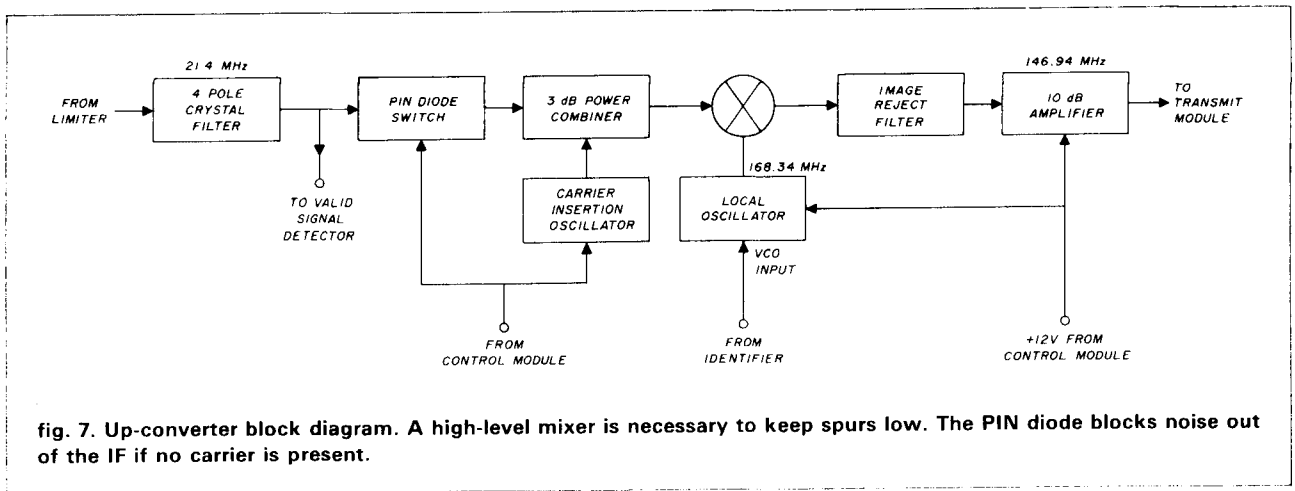 21.4 MHz
FROM
LIMITER
4 POLE
CRYSTAL
FILTER
TO VALID
SIGNAL
DETECTOR
PIN DIODE
SWITCH
3 dB POWER
COMBINER
CARRIER
INSERTION
OSCILLATOR
FROM
CONTROL MODULE
168.34 MHz
LOCAL
OSCILLATOR
VCO
INPUT
FROM
IDENTIFIER
IMAGE
REJECT
FILTER
146.94 MHz
10 dB
AMPLIFIER
TO
TRANSMIT
MODULE
+12V FROM
CONTROL MODULE
fig. 7. Up-converter block diagram. A high-level mixer is necessary to keep spurs low. The PIN diode blocks noise out
of the IF if no carrier is present.